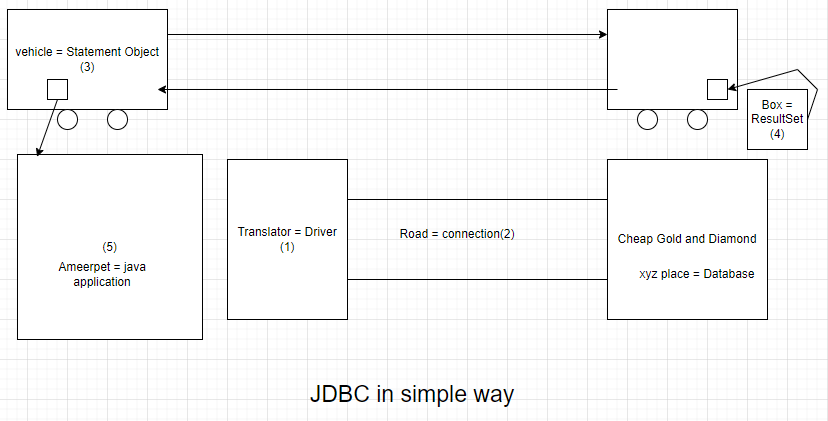 vehicle = Statement Object
(3)
Box =
ResultSet
(4)
Translator = Driver
(1)
Road = connection(2)
Cheap Gold and Diamond
xyz place = Database
(5)
Ameerpet = java
application
JDBC in simple way